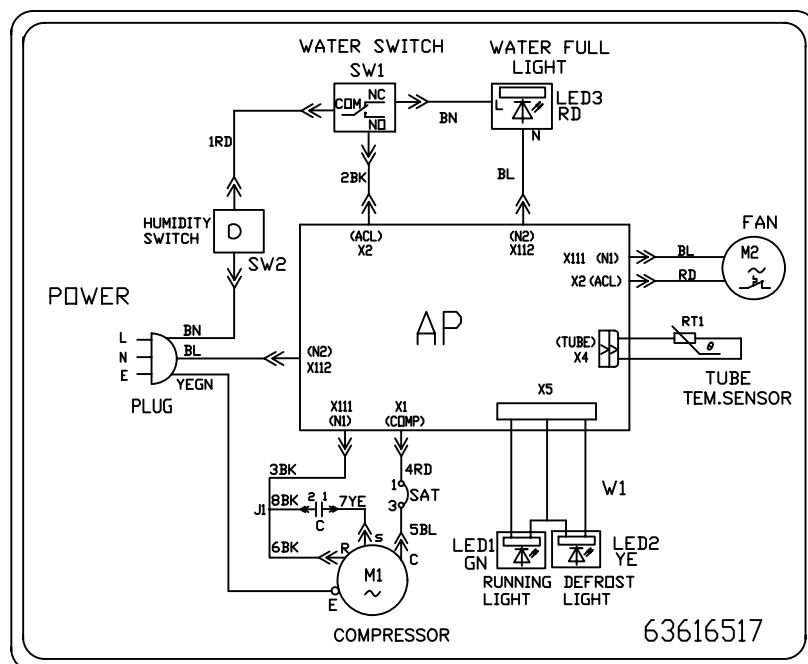 WATER SWITCH
SW1
WATER FULL
LIGHT
COM
NC
NO
BN
L
LED3
RD
N
1RD
2BK
BL
HUMIDITY
SWITCH
D
SW2
(ACL)
X2
(N2)
X112
FAN
X111 (N1)
BL
M2
~
X2 (ACL)
RD
POWER
AP
L
N
E
BN
BL
YEGN
(N2)
X112
PLUG
(TUBE)
X4
RT1
θ
TUBE
TEM.SENSOR
X5
X111
(N1)
X1
(COMP)
3BK
4RD
1
SAT
3
W1
J1
8BK
2 1
C
7YE
5BL
6BK
R
S
C
M1
~
E
LED1
GN
LED2
YE
RUNNING
LIGHT
DEFROST
LIGHT
COMPRESSOR
63616517